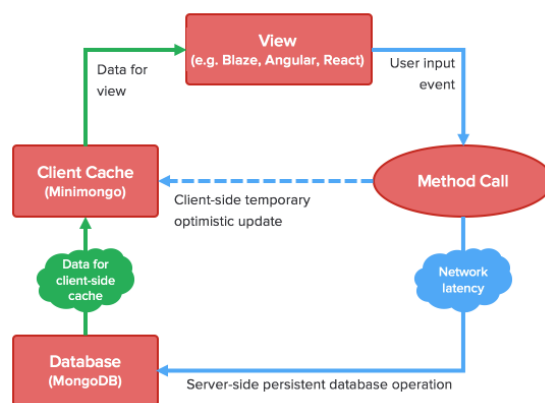 View
(e.g. Blaze, Angular, React)
Data for
view
User input
event
Client Cache
(Minimongo)
Method Call
Client-side temporary
optimistic update
Data for
client-side
cache
Network
latency
Database
(MongoDB)
Server-side persistent database operation